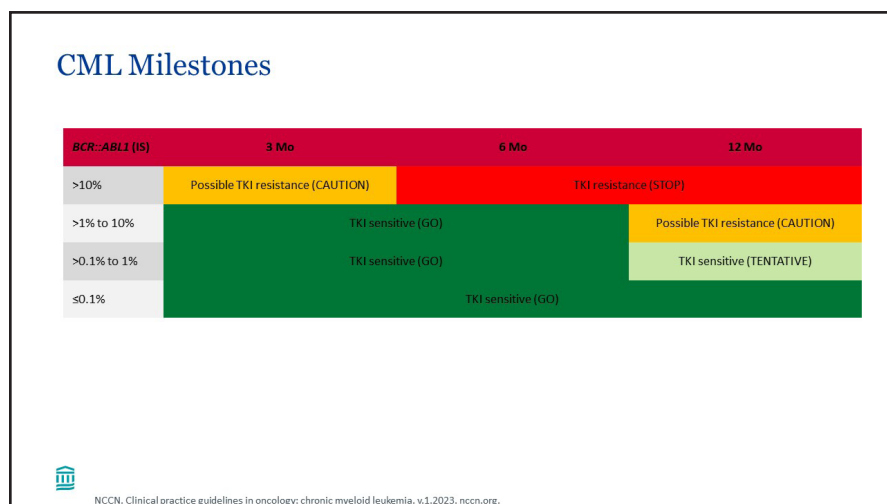 CML Milestones
BCR::ABL1 (IS) 3 Mo 6 Mo 12 Mo
>10% Possible TKI resistance (CAUTION) TKI resistance (STOP)
>1% to 10% TKI sensitive (GO) Possible TKI resistance (CAUTION)
>0.1% to 1% TKI sensitive (GO) TKI sensitive (TENTATIVE)
≤0.1% TKI sensitive (GO)
NCCN. Clinical practice guidelines in oncology: chronic myeloid leukemia. v.1.2023. nccn.org.